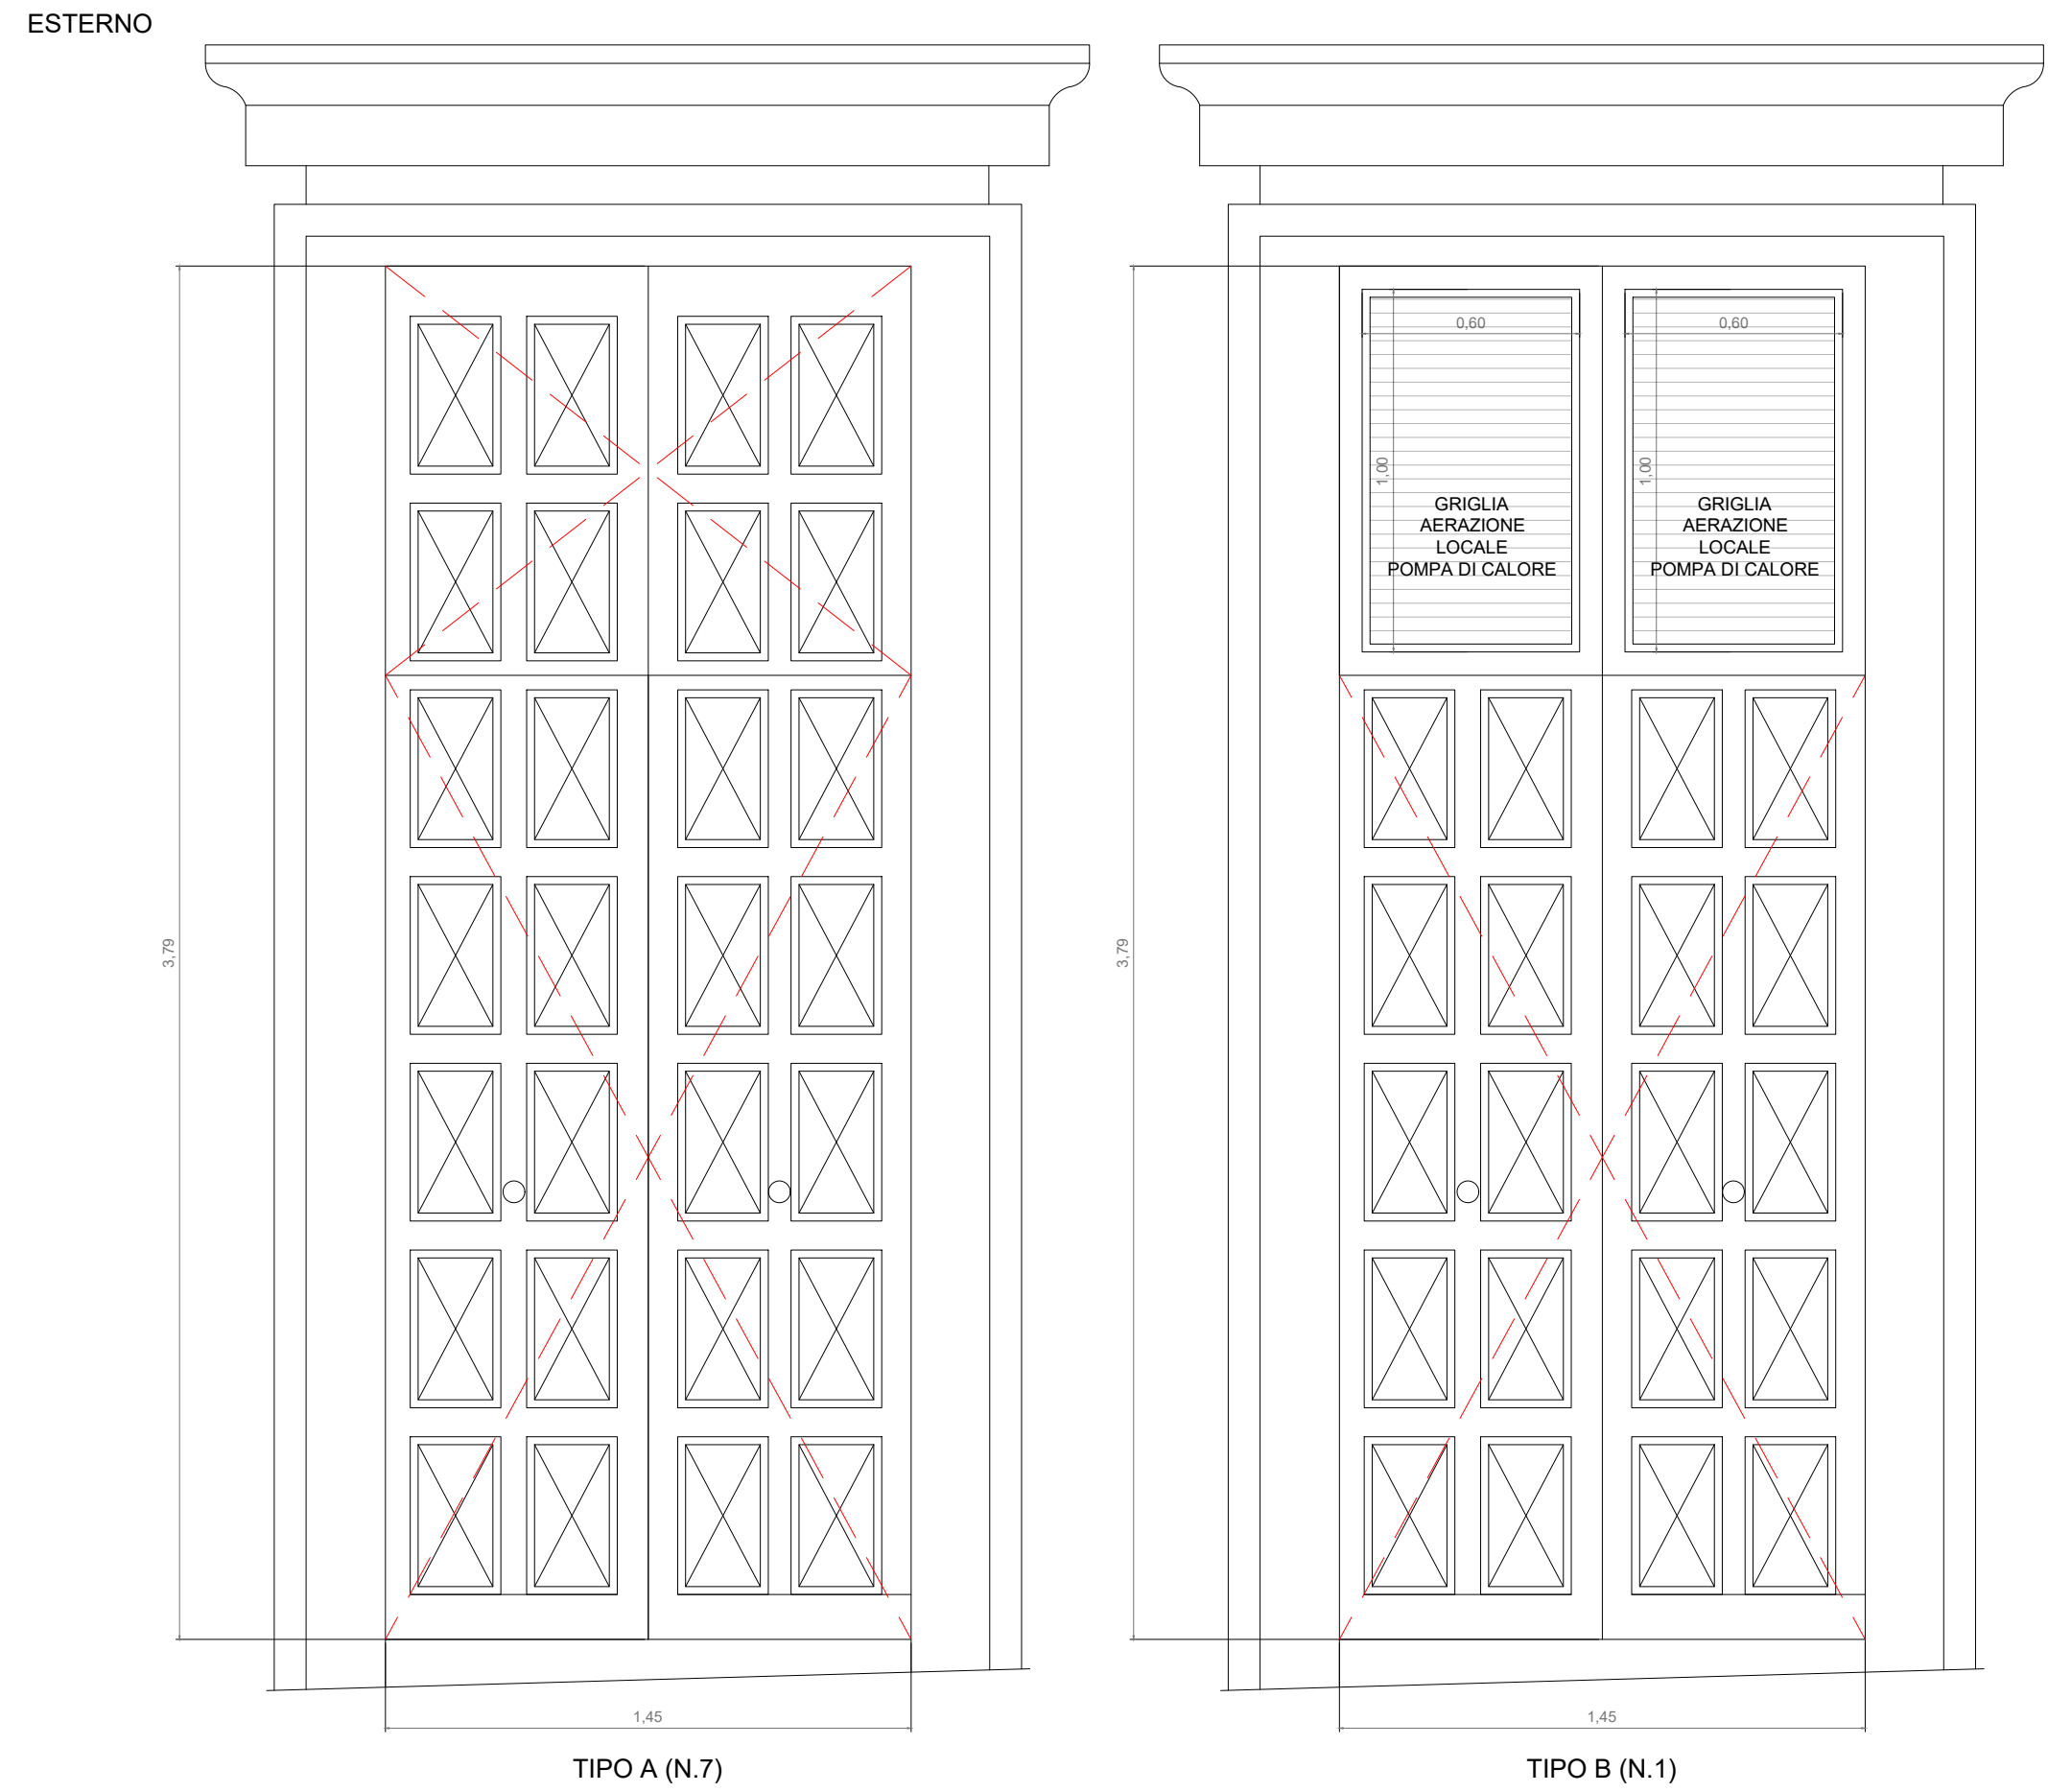 ESTERNO
0,60
0,60
1,00
1,00
GRIGLIA
AERAZIONE
LOCALE
POMPA DI CALORE
GRIGLIA
AERAZIONE
LOCALE
POMPA DI CALORE
3,79
3,79
1,45
1,45
TIPO A (N.7)
TIPO B (N.1)